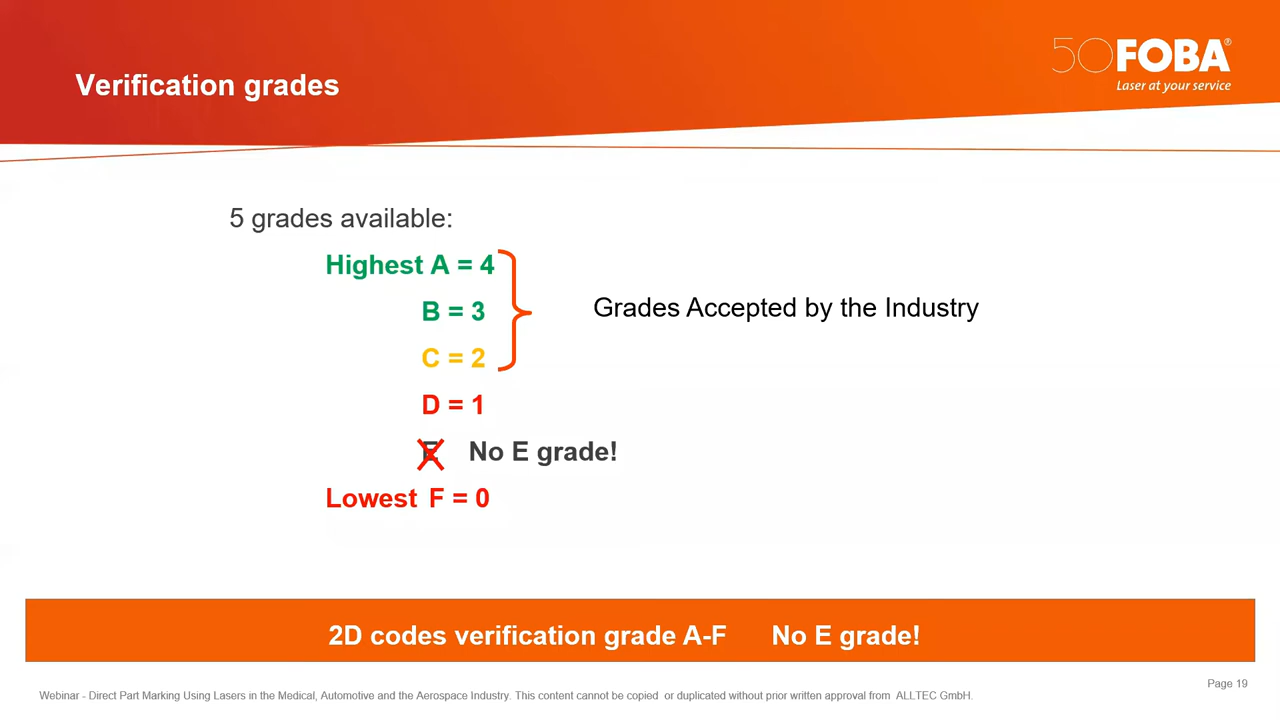 Verification grades
50 FOBA®
Laser at your service
5 grades available:
Highest A = 4
B = 3
Grades Accepted by the Industry
C = 2
D = 1
E No E grade!
Lowest F = 0
2D codes verification grade A-F No E grade!
Page 19
Webinar - Direct Part Marking Using Lasers in the Medical, Automotive and the Aerospace Industry. This content cannot be copied or duplicated without prior written approval from ALLTEC GmbH.